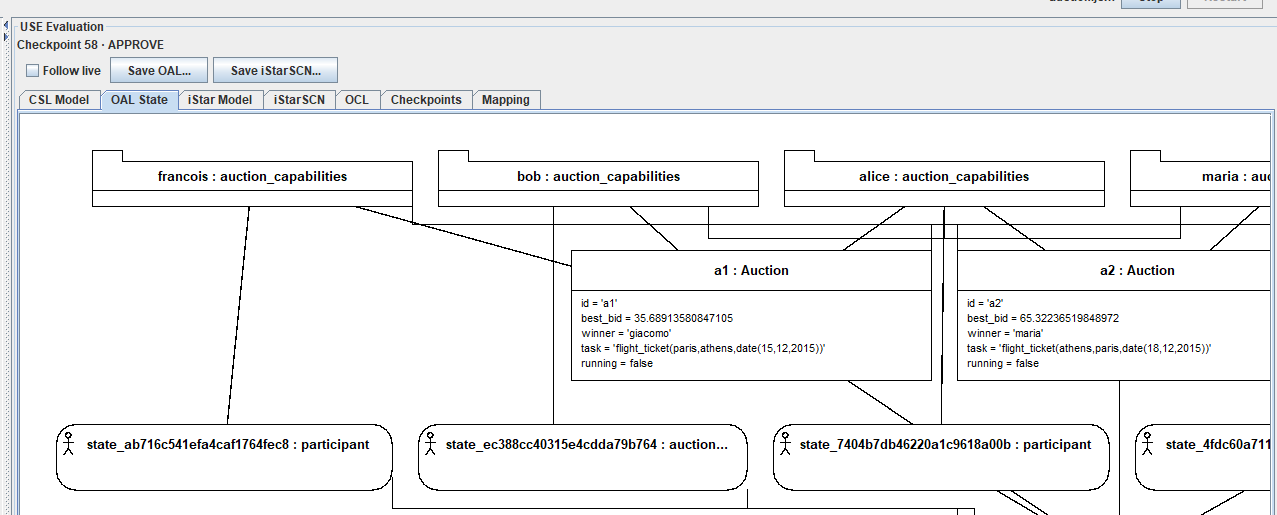 USE Evaluation
Checkpoint 58 · APPROVE
Follow live
Save OAL...
Save iStarSCN...
CSL Model
OAL State
iStar Model
iStarSCN
OCL
Checkpoints
Mapping
francois : auction_capabilities
bob : auction_capabilities
alice : auction_capabilities
maria : auc
a1 : Auction
id = 'a1'
best_bid = 35.68913580847105
winner = 'giacomo'
task = 'flight_ticket(paris,athens,date(15,12,2015))'
running = false
a2 : Auction
id = 'a2'
best_bid = 65.32236519848972
winner = 'maria'
task = 'flight_ticket(athens,paris,date(18,12,2015))'
running = false
state_ab716c541efa4caf1764fec8 : participant
state_ec388cc40315e4cdda79b764 : auction...
state_7404b7db46220a1c9618a00b : participant
state_4fdc60a711